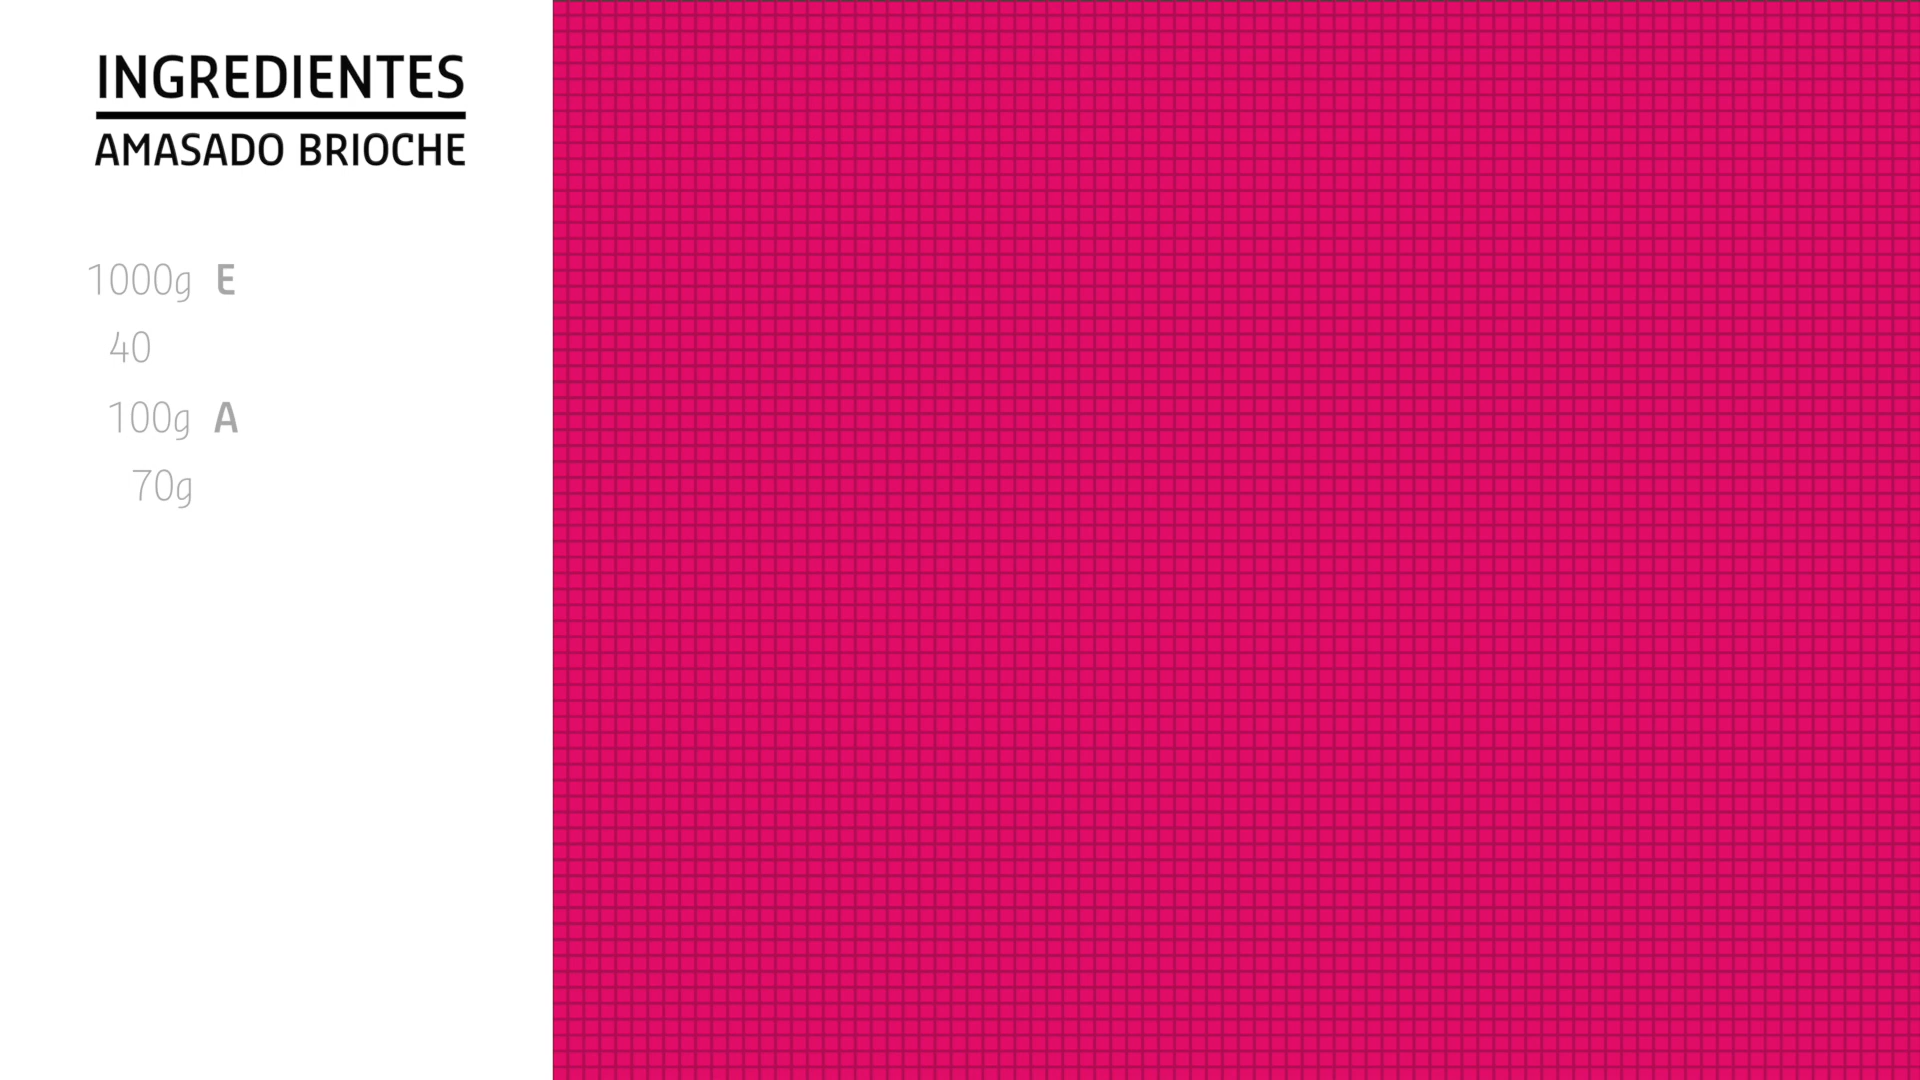 INGREDIENTES
AMASADO BRIOCHE
1000g E
40
100g A
70g